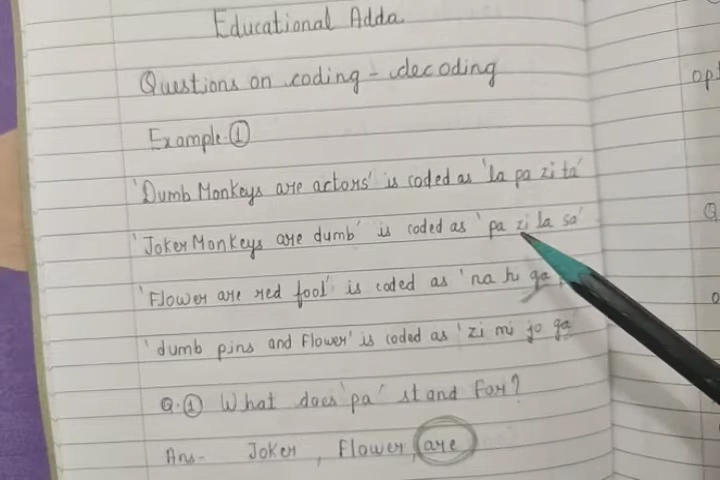 Educational Adda
Questions on coding - decoding
Example-①
'Dumb Monkeys are actors' is coded as 'la pa zi ta'
'Joker Monkeys are dumb' is coded as 'pa zi la sa'
'Flower are red fool' is coded as 'na hi ga
'dumb pins and Flower' is coded as 'zi mi jo ga'
Q.① What does 'pa' stand For?
Ans- Joker, Flower, are
opt
Q